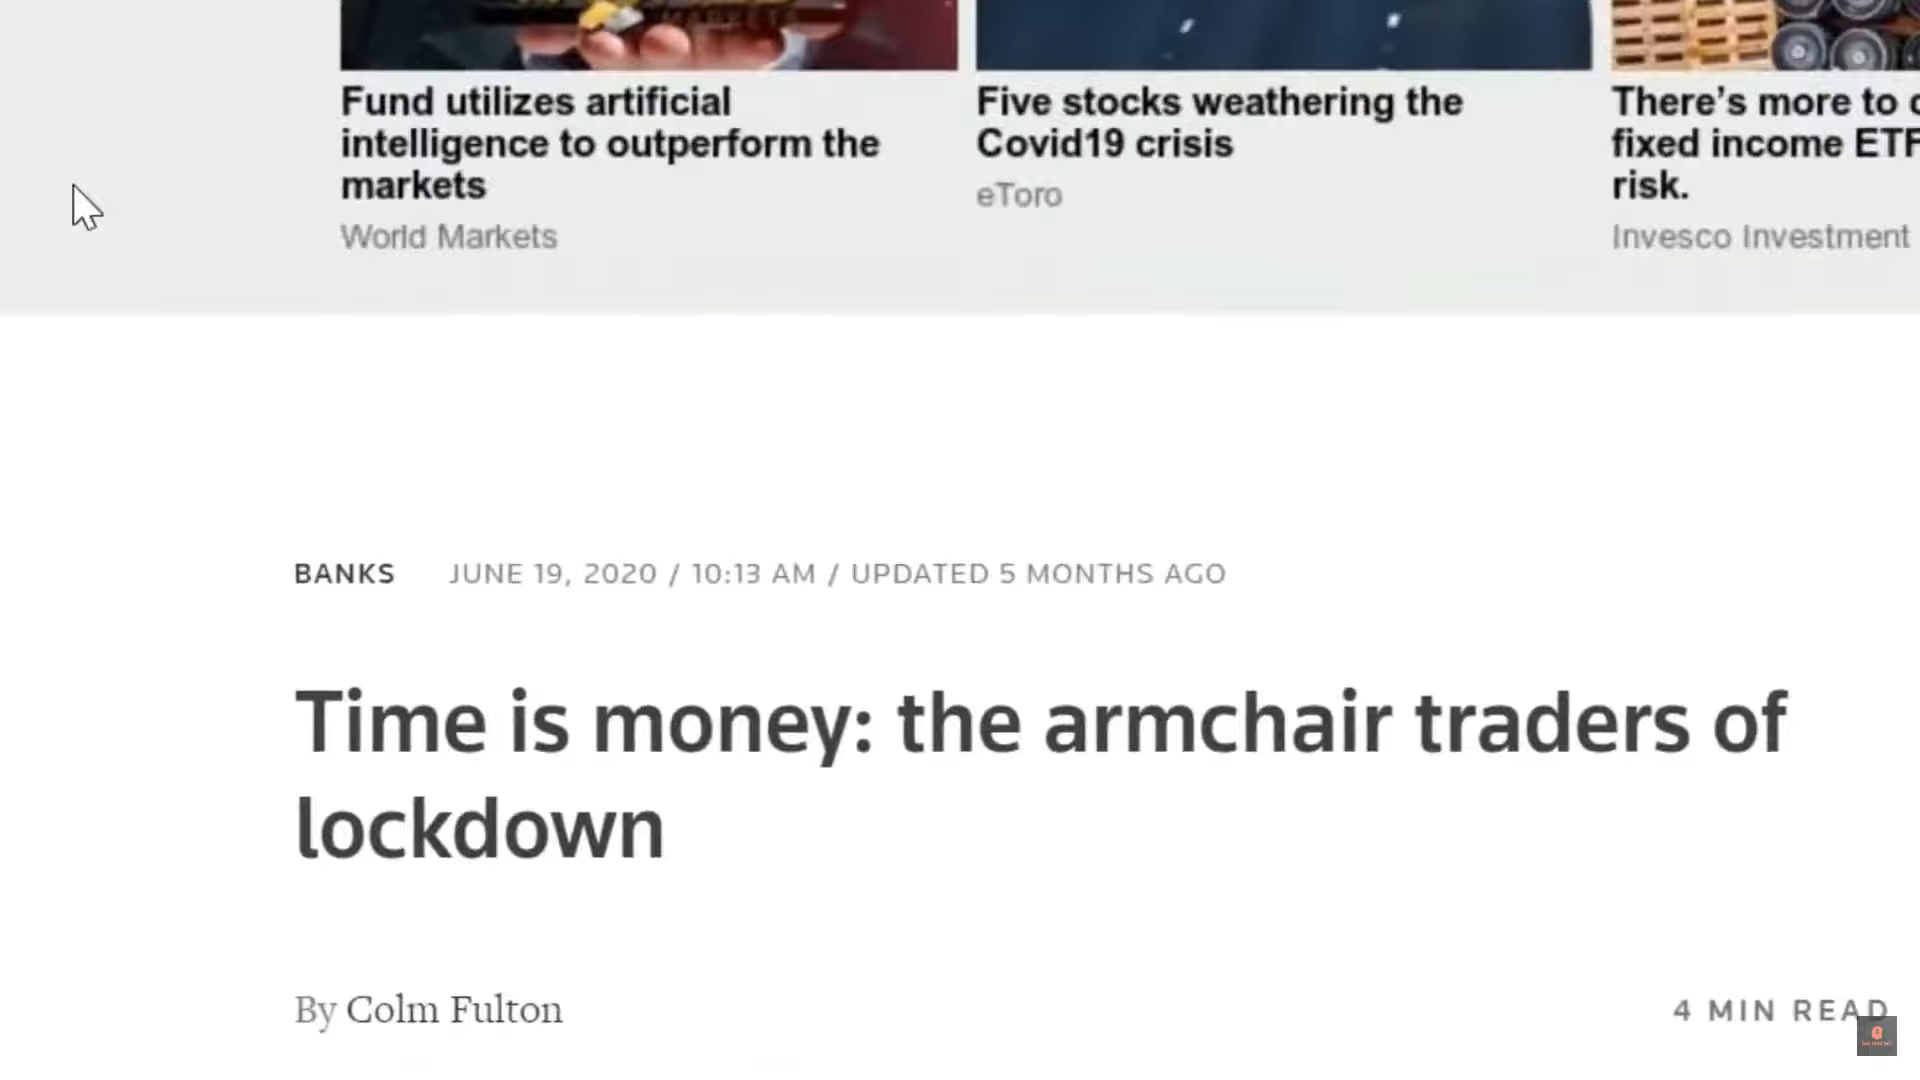 MARKETS
Fund utilizes artificial
intelligence to outperform the
markets
World Markets
Five stocks weathering the
Covid19 crisis
eToro
There's more to
fixed income ETF
risk.
Invesco Investment
BANKS JUNE 19, 2020 / 10:13 AM / UPDATED 5 MONTHS AGO
Time is money: the armchair traders of
lockdown
By Colm Fulton
4 MIN READ